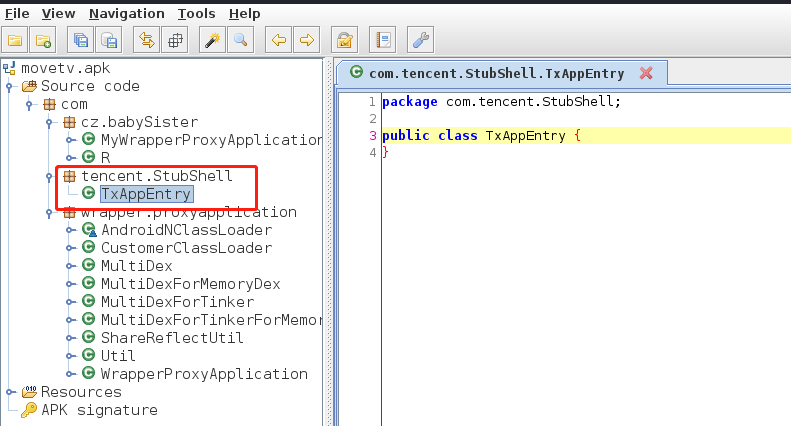 File View Navigation Tools Help
movetv.apk
Source code
com
cz.babySister
MyWrapperProxyApplication
R
tencent.StubShell
TxAppEntry
wrapper.proxyapplication
AndroidNClassLoader
CustomerClassLoader
MultiDex
MultiDexForMemoryDex
MultiDexForTinker
MultiDexForTinkerForMemor
ShareReflectUtil
Util
WrapperProxyApplication
Resources
APK signature
com.tencent.StubShell.TxAppEntry
1 package com.tencent.StubShell;
2
3 public class TxAppEntry {
4 }